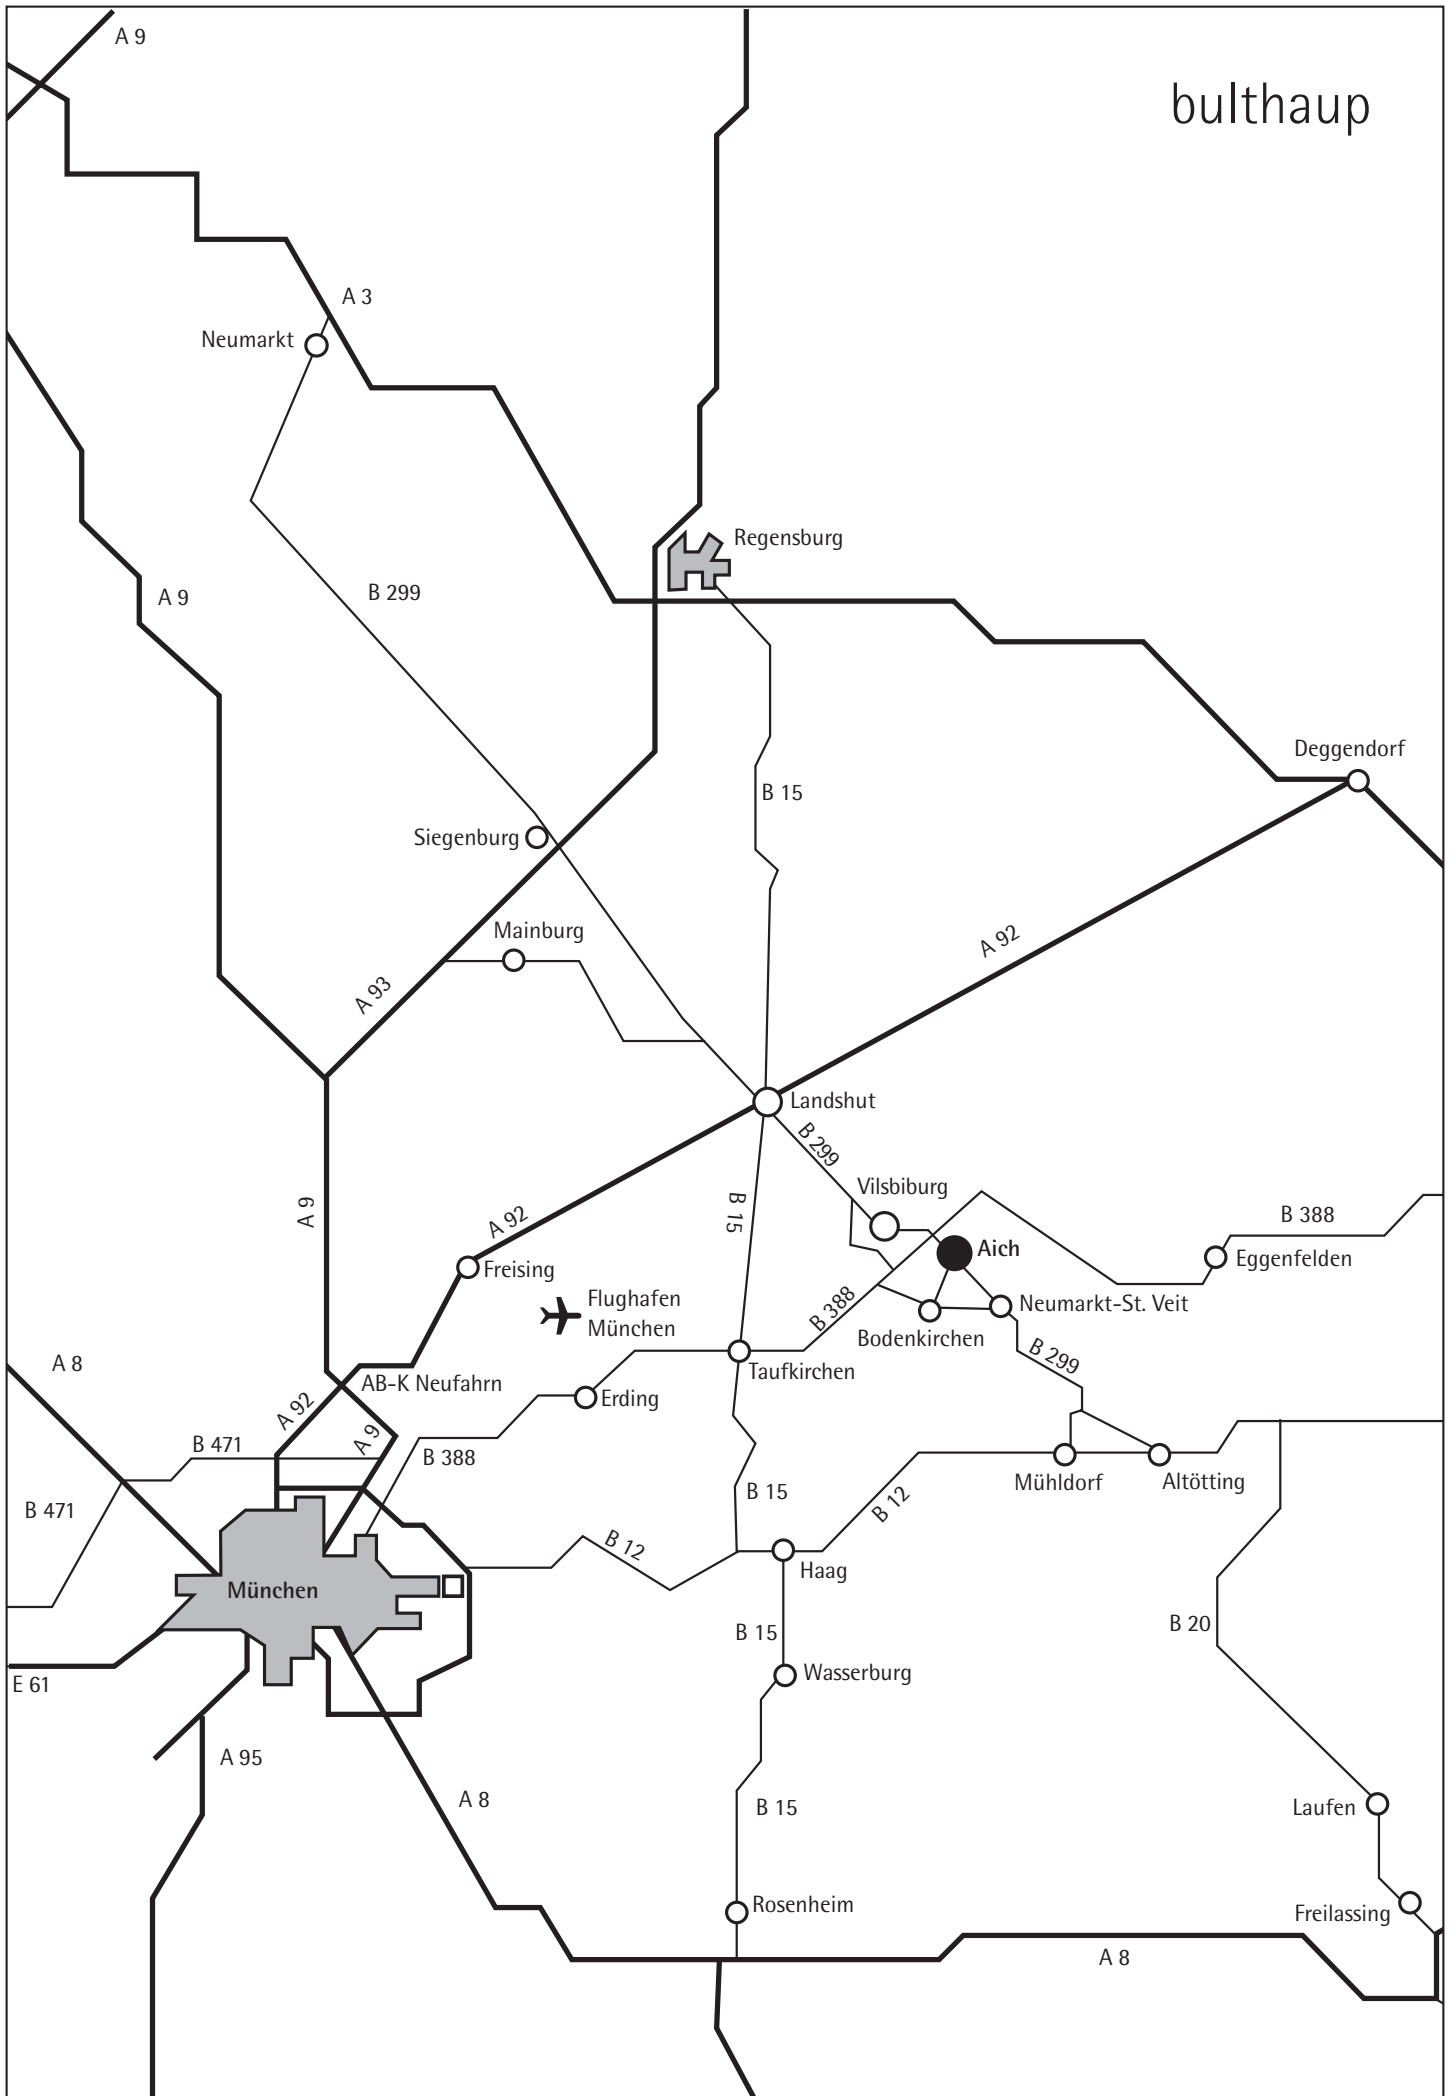 A 9
bulthaup
A 3
Neumarkt
Regensburg
B 299
A 9
Deggendorf
B 15
Siegenburg
Mainburg
A 92
A 93
Landshut
B 299
Vilsbiburg
B 15
A 9
A 92
B 388
Aich
Eggenfelden
Freising
Flughafen
München
B 388
Neumarkt-St. Veit
Bodenkirchen
B 299
A 8
AB-K Neufahrn
Taufkirchen
Erding
A 92
A 9
B 471
B 388
Mühldorf
Altötting
B 15
B 12
B 471
B 12
Haag
München
B 15
B 20
Wasserburg
E 61
A 95
A 8
B 15
Laufen
Rosenheim
Freilassing
A 8